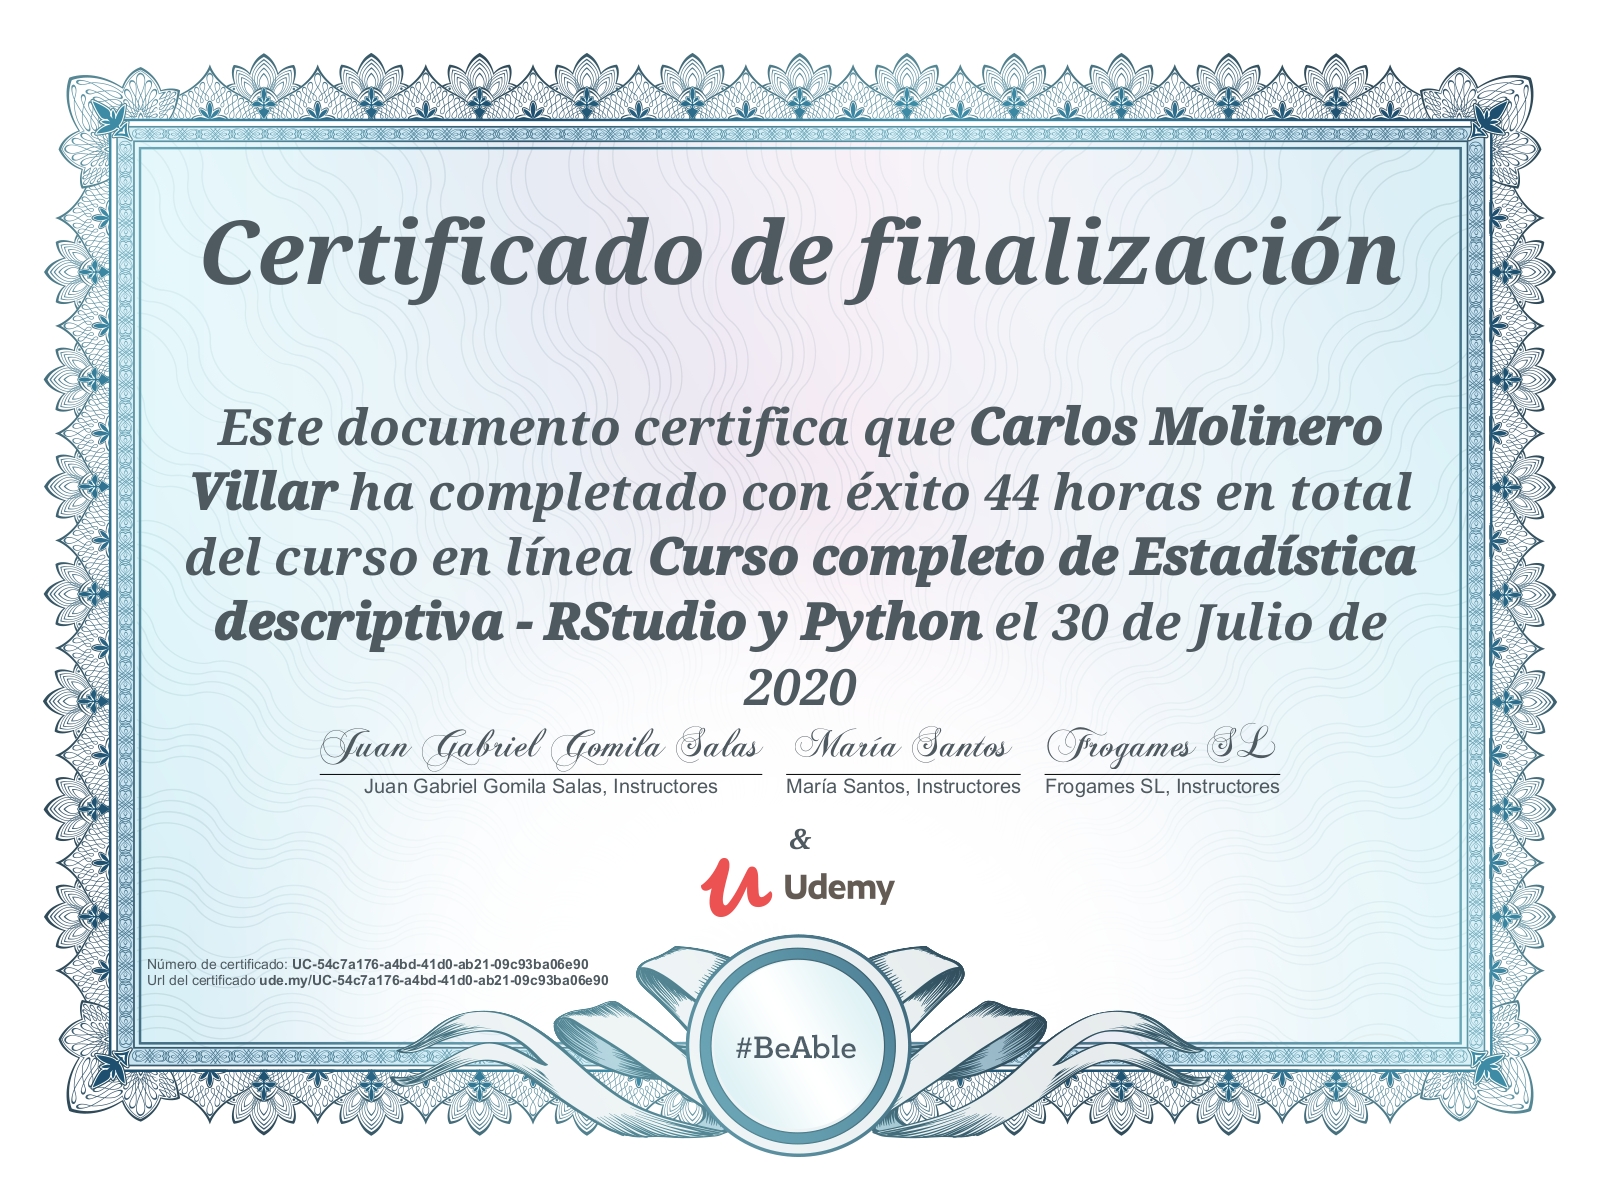 Certificado de finalización
Este documento certifica que Carlos Molinero
Villar ha completado con éxito 44 horas en total
del curso en línea Curso completo de Estadística
descriptiva - RStudio y Python el 30 de Julio de
2020
Juan Gabriel Gomila Salas María Santos Frogames SL
Juan Gabriel Gomila Salas, Instructores María Santos, Instructores Frogames SL, Instructores
&
Udemy
Número de certificado: UC-54c7a176-a4bd-41d0-ab21-09c93ba06e90
Url del certificado ude.my/UC-54c7a176-a4bd-41d0-ab21-09c93ba06e90
#BeAble